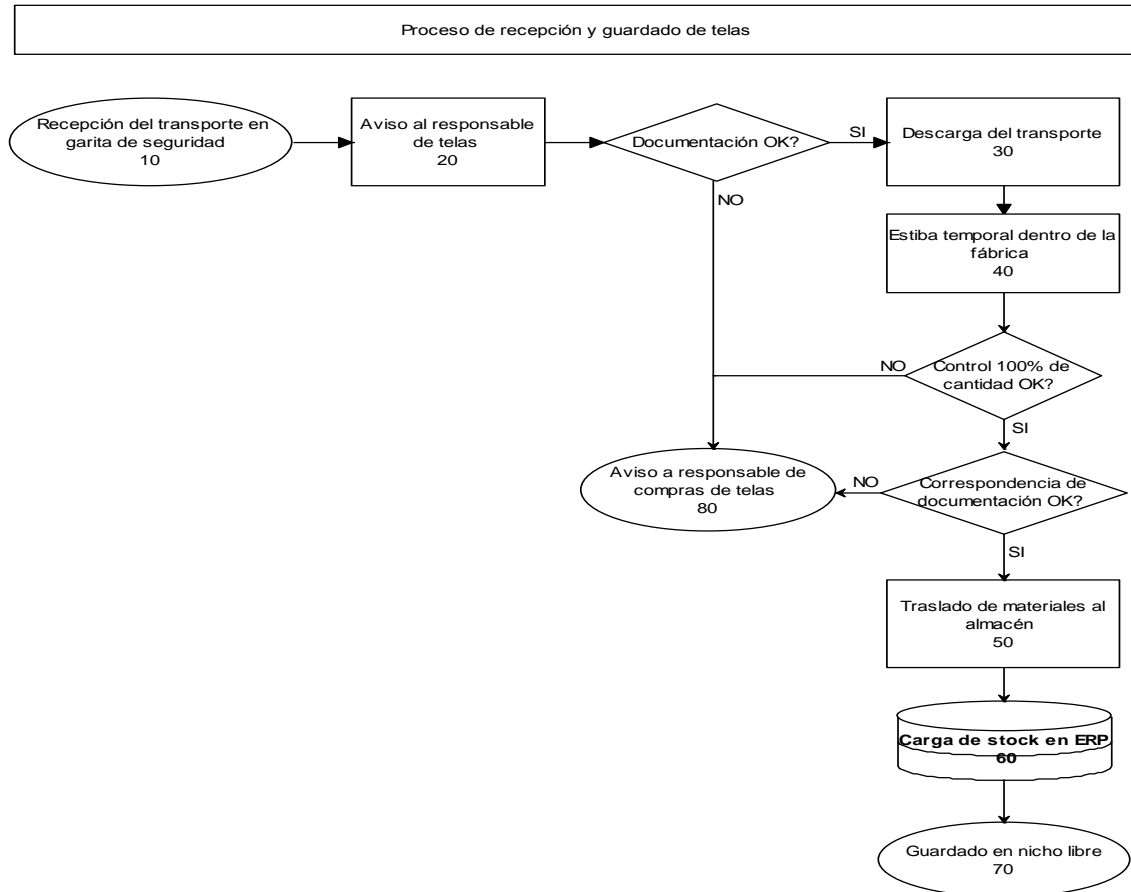 Proceso de recepción y guardado de telas
Recepción del transporte en
garita de seguridad
10
Aviso al responsable
de telas
20
Documentación OK?
SI
Descarga del transporte
30
NO
Estiba temporal dentro de la
fábrica
40
NO
Control 100% de
cantidad OK?
SI
Aviso a responsable de
compras de telas
80
NO
Correspondencia de
documentación OK?
SI
Traslado de materiales al
almacén
50
Carga de stock en ERP
60
Guardado en nicho libre
70